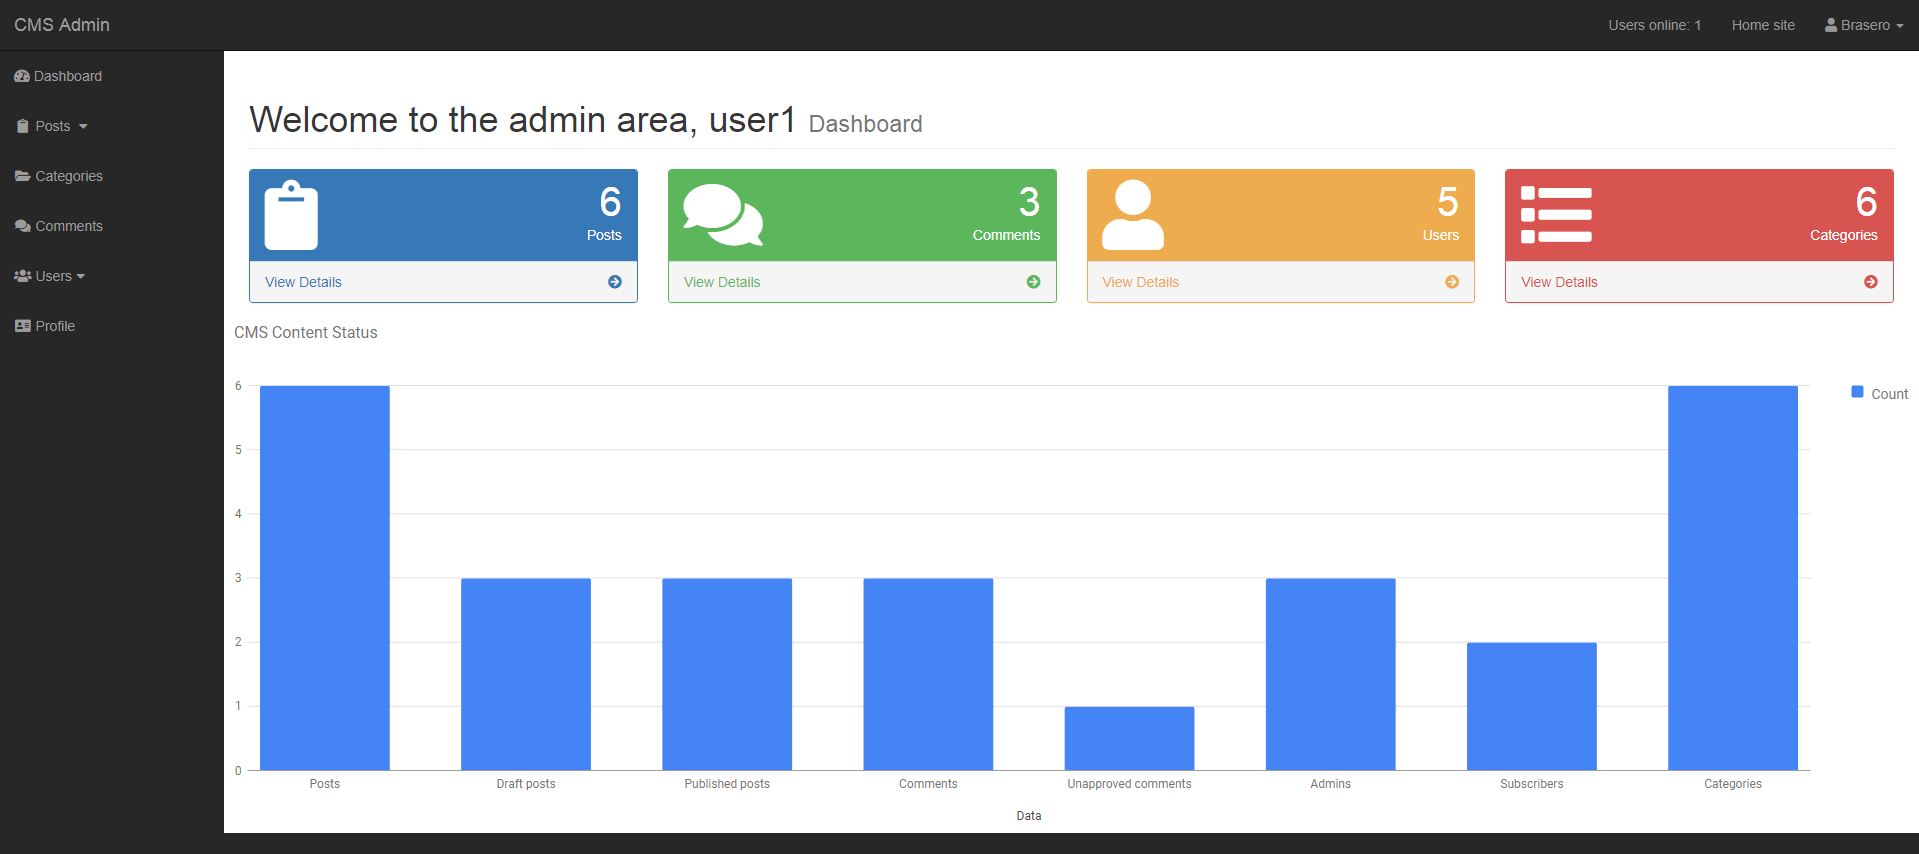 CMS Admin
Users online: 1
Home site
Brasero
Dashboard
Posts
Categories
Comments
Users
Profile
Welcome to the admin area, user1 Dashboard
6
Posts
View Details
3
Comments
View Details
5
Users
View Details
6
Categories
View Details
CMS Content Status
6
5
4
3
2
1
0
Count
Posts
Draft posts
Published posts
Comments
Unapproved comments
Admins
Subscribers
Categories
Data